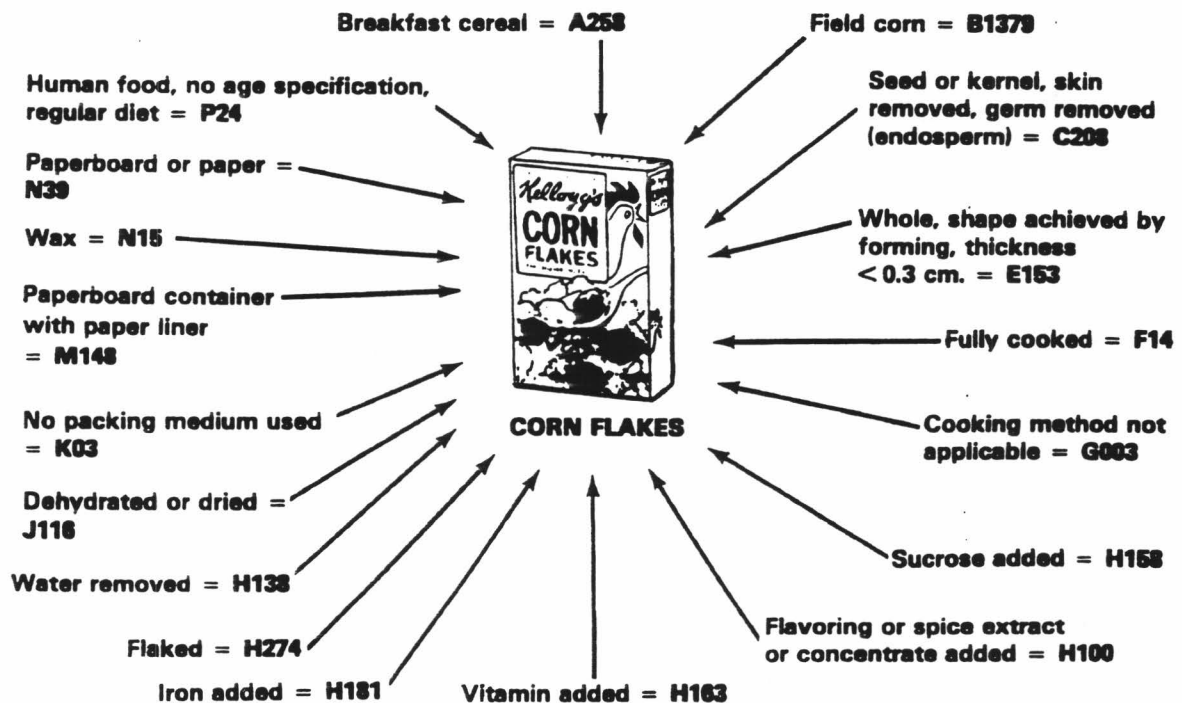 Breakfast cereal = A258
Field corn = B1379
Human food, no age specification,
regular diet = P24
Seed or kernel, skin
removed, germ removed
(endosperm) = C208
Paperboard or paper =
N39
Wax = N15
Whole, shape achieved by
forming, thickness
<0.3 cm. = E153
Paperboard container
with paper liner
= M148
Kellogg's
CORN
FLAKES
Fully cooked = F14
No packing medium used
= K03
CORN FLAKES
Cooking method not
applicable = G003
Dehydrated or dried =
J116
Sucrose added = H158
Water removed = H138
Flavoring or spice extract
or concentrate added = H100
Flaked = H274
Iron added = H181
Vitamin added = H163